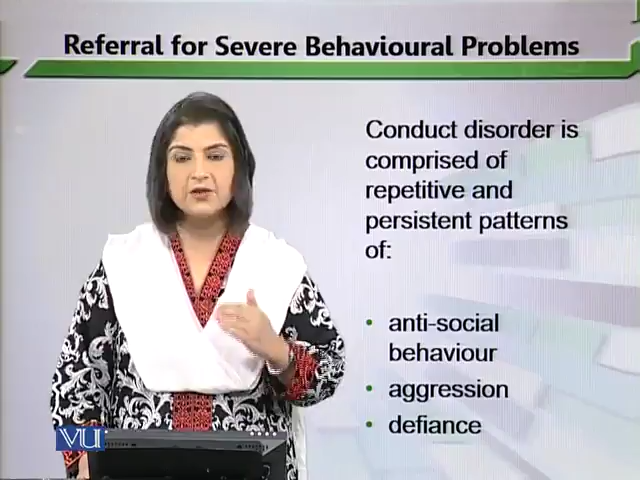 Referral for Severe Behavioural Problems
Conduct disorder is
comprised of
repetitive and
persistent patterns
of:
• anti-social
behaviour
• aggression
• defiance
VU